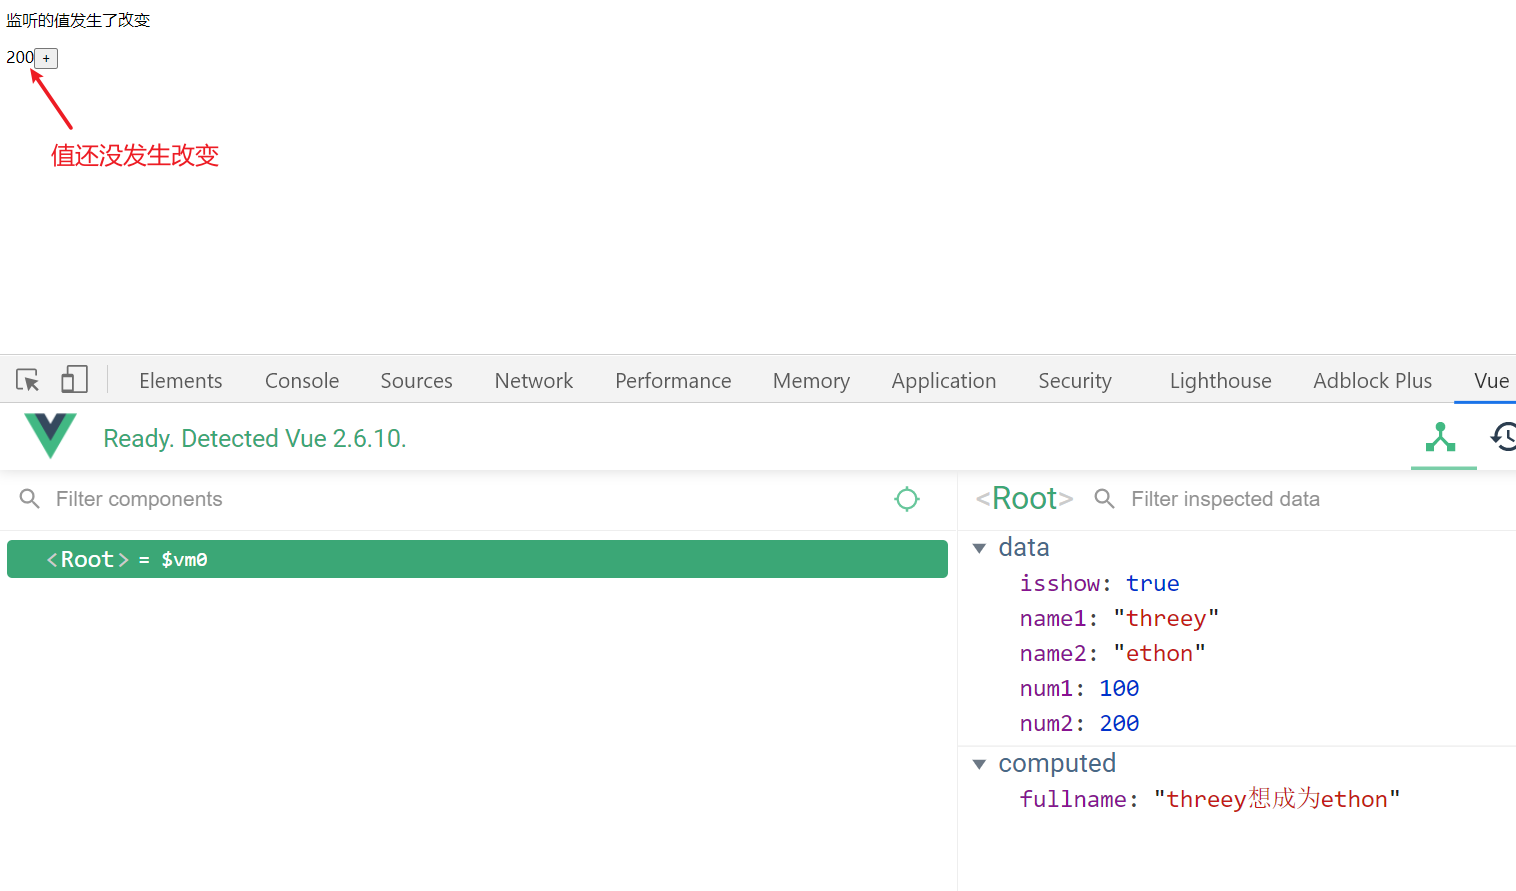 监听的值发生了改变
200 +
值还没发生改变
Elements Console Sources Network Performance Memory Application Security Lighthouse Adblock Plus Vue
Ready. Detected Vue 2.6.10.
Filter components
<Root> Filter inspected data
<Root> = $vm0
data
isshow: true
name1: "threey"
name2: "ethon"
num1: 100
num2: 200
computed
fullname: "threey想成为ethon"